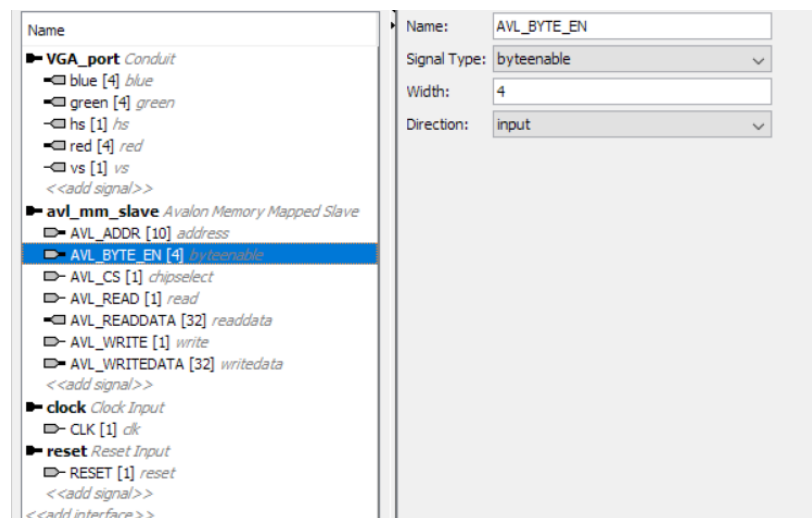 Name
VGA_port Conduit
blue [4] blue
green [4] green
hs [1] hs
red [4] red
vs [1] vs
<<add signal>>
avl_mm_slave Avalon Memory Mapped Slave
AVL_ADDR [10] address
AVL_BYTE_EN [4] byteenable
AVL_CS [1] chipselect
AVL_READ [1] read
AVL_READDATA [32] readdata
AVL_WRITE [1] write
AVL_WRITEDATA [32] writedata
<<add signal>>
clock Clock Input
CLK [1] clk
reset Reset Input
RESET [1] reset
<<add signal>>
<<add interface>>
Name: AVL_BYTE_EN
Signal Type: byteenable
Width: 4
Direction: input